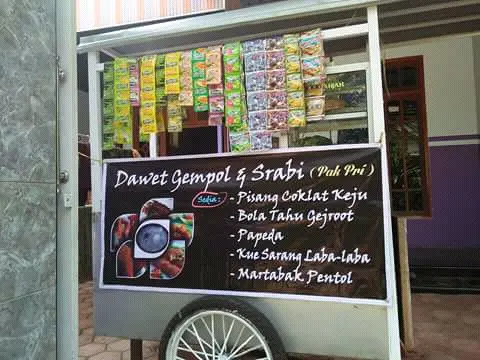 Dawet Gempol & Srabi (Pak Pri)
Sedia :
- Pisang Coklat Keju
- Bola Tahu Gejroot
- Papeda
- Kue Sarang Laba-laba
- Martabak Pentol